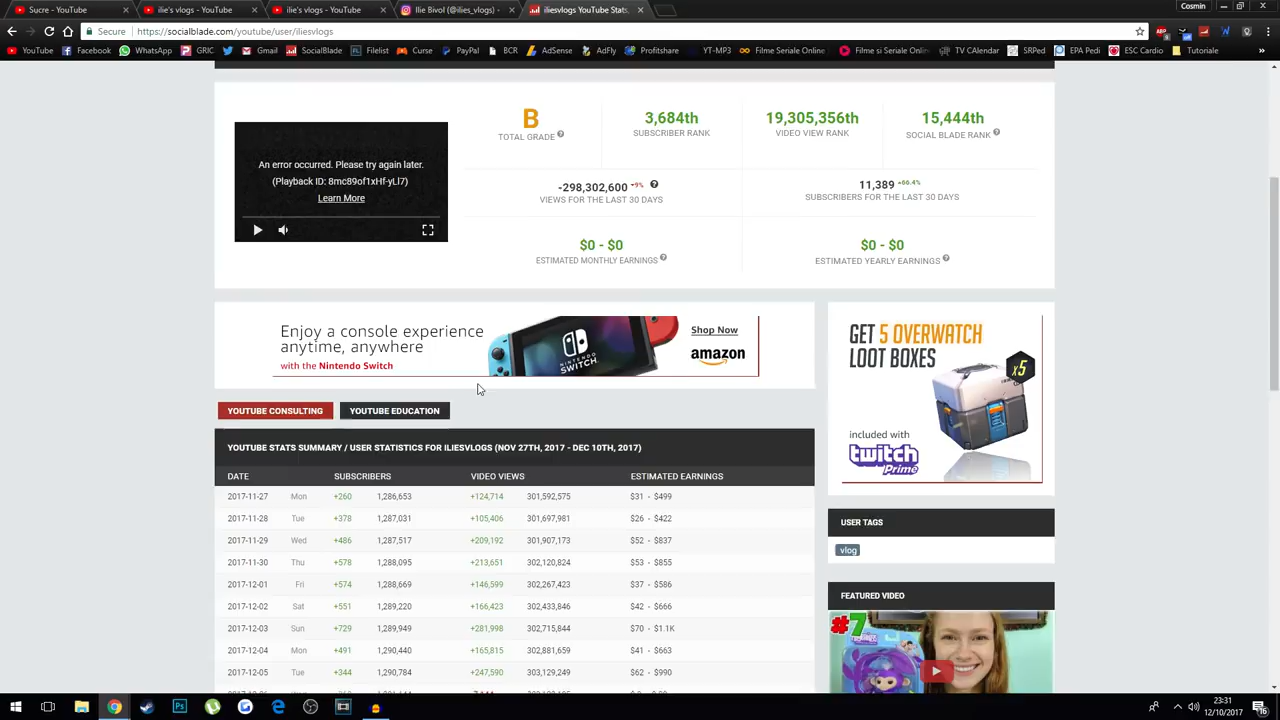 Sucre - YouTube
ilie's vlogs - YouTube
ilie's vlogs - YouTube
Ilie Bivol (@ilies_vlogs) -
iliesvlogs YouTube Stats,
Cosmin
Secure
https://socialblade.com/youtube/user/iliesvlogs
YouTube
Facebook
WhatsApp
GRIC
Twitter
Gmail
SocialBlade
Filelist
Cursor - Free
PayPal
BCR
AdSense
AdFly
Profitshare
YT-MP3
Filme Seriale Online
Filme si Seriale Online
TV CAlendar
SRPed
EPA Pedi
ESC Cardio
Tutoriale
An error occurred. Please try again later.
(Playback ID: 8mc89of1xHf-yLl7)
Learn More
B
TOTAL GRADE
3,684th
SUBSCRIBER RANK
19,305,356th
VIDEO VIEW RANK
15,444th
SOCIAL BLADE RANK
-298,302,600 +9%
VIEWS FOR THE LAST 30 DAYS
11,389 +66.4%
SUBSCRIBERS FOR THE LAST 30 DAYS
$0 - $0
ESTIMATED MONTHLY EARNINGS
$0 - $0
ESTIMATED YEARLY EARNINGS
Enjoy a console experience
anytime, anywhere
with the Nintendo Switch
NINTENDO
SWITCH
Shop Now
amazon
GET 5 OVERWATCH
LOOT BOXES
x5
included with
twitch
Prime
YOUTUBE CONSULTING
YOUTUBE EDUCATION
YOUTUBE STATS SUMMARY / USER STATISTICS FOR ILIESVLOGS (NOV 27TH, 2017 - DEC 10TH, 2017)
DATE SUBSCRIBERS VIDEO VIEWS ESTIMATED EARNINGS
2017-11-27 Mon +260 1,286,653 +124,714 301,592,575 $31 - $499
2017-11-28 Tue +378 1,287,031 +105,406 301,697,981 $26 - $422
2017-11-29 Wed +486 1,287,517 +209,192 301,907,173 $52 - $837
2017-11-30 Thu +578 1,288,095 +213,651 302,120,824 $53 - $855
2017-12-01 Fri +574 1,288,669 +146,599 302,267,423 $37 - $586
2017-12-02 Sat +551 1,289,220 +166,423 302,433,846 $42 - $666
2017-12-03 Sun +729 1,289,949 +281,998 302,715,844 $70 - $1.1K
2017-12-04 Mon +491 1,290,440 +165,815 302,881,659 $41 - $663
2017-12-05 Tue +344 1,290,784 +247,590 303,129,249 $62 - $990
USER TAGS
vlog
FEATURED VIDEO
#7
23:31
12/10/2017
16